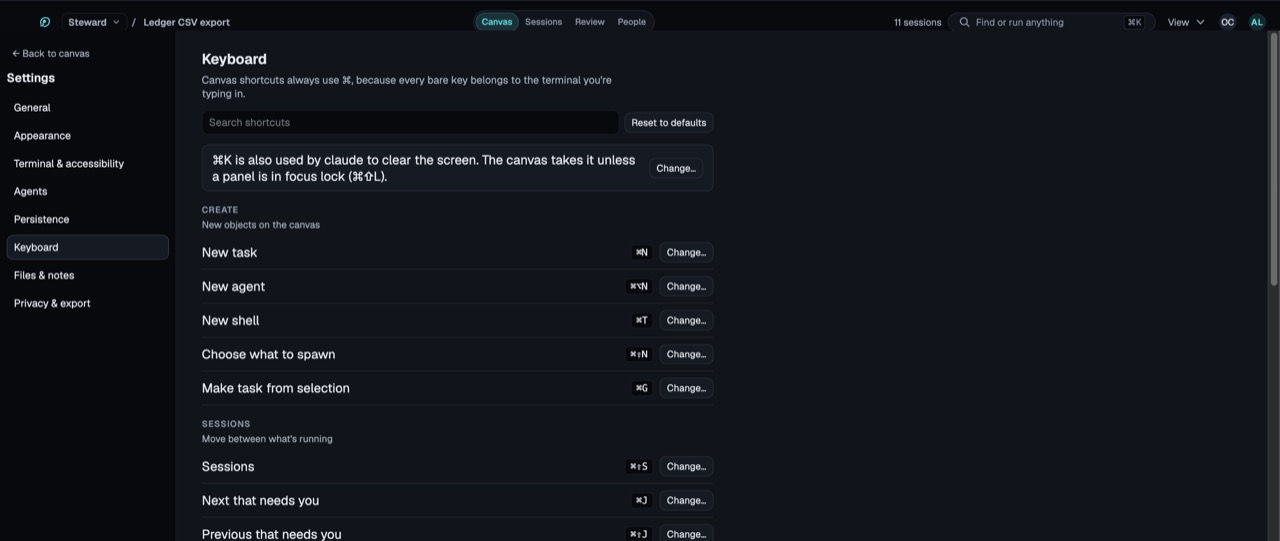 Steward / Ledger CSV export
Canvas Sessions Review People
11 sessions Find or run anything ⌘K View OC AL
← Back to canvas
Settings
General
Appearance
Terminal & accessibility
Agents
Persistence
Keyboard
Files & notes
Privacy & export
Keyboard
Canvas shortcuts always use ⌘, because every bare key belongs to the terminal you're
typing in.
Search shortcuts Reset to defaults
⌘K is also used by claude to clear the screen. The canvas takes it unless
a panel is in focus lock (⌘⇧L).
Change…
CREATE
New objects on the canvas
New task ⌘N Change…
New agent ⌘⌥N Change…
New shell ⌘T Change…
Choose what to spawn ⌘⇧N Change…
Make task from selection ⌘G Change…
SESSIONS
Move between what's running
Sessions ⌘⇧S Change…
Next that needs you ⌘J Change…
Previous that needs you ⌘⇧J Change…